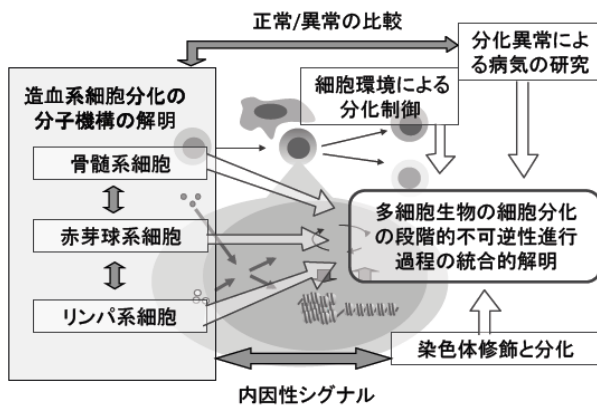 正常/異常の比較
分化異常によ
る病気の研究
細胞環境による
分化制御
造血系細胞分化の
分子機構の解明
骨髄系細胞
赤芽球系細胞
リンパ系細胞
多細胞生物の細胞分化
の段階的不可逆性進行
過程の統合的解明
染色体修飾と分化
内因性シグナル